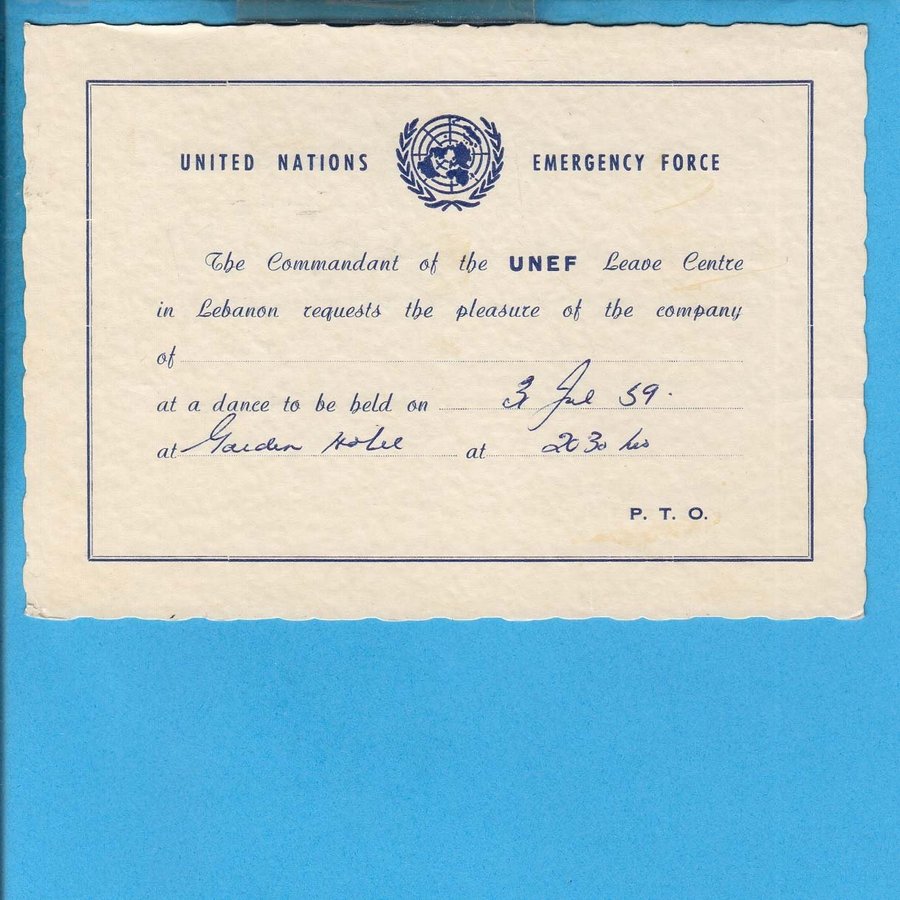 UNITED NATIONS EMERGENCY FORCE
The Commandant of the UNEF Leave Centre
in Lebanon requests the pleasure of the company
of
at a dance to be held on 3 Jul 59.
at Garden Hotel at 2030 hrs
P. T. O.